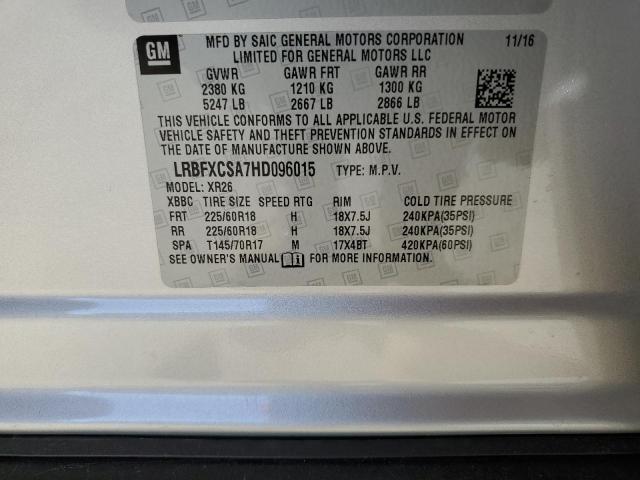 GM MFD BY SAIC GENERAL MOTORS CORPORATION 11/16
LIMITED FOR GENERAL MOTORS LLC
GVWR GAWR FRT GAWR RR
2380 KG 1210 KG 1300 KG
5247 LB 2667 LB 2866 LB
THIS VEHICLE CONFORMS TO ALL APPLICABLE U.S. FEDERAL MOTOR
VEHICLE SAFETY AND THEFT PREVENTION STANDARDS IN EFFECT ON
THE DATE OF MANUFACTURE SHOWN ABOVE.
LRBFXCSA7HD096015 TYPE: M.P.V.
MODEL: XR26
XBBC TIRE SIZE SPEED RTG RIM COLD TIRE PRESSURE
FRT 225/60R18 H 18X7.5J 240KPA(35PSI)
RR 225/60R18 H 18X7.5J 240KPA(35PSI)
SPA T145/70R17 M 17X4BT 420KPA(60PSI)
SEE OWNER'S MANUAL FOR MORE INFORMATION.